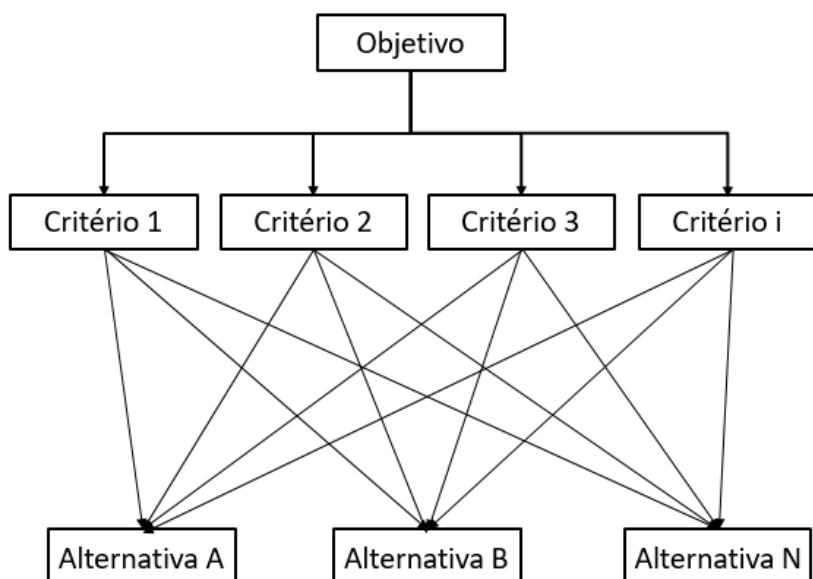 Objetivo
Critério 1
Critério 2
Critério 3
Critério i
Alternativa A
Alternativa B
Alternativa N